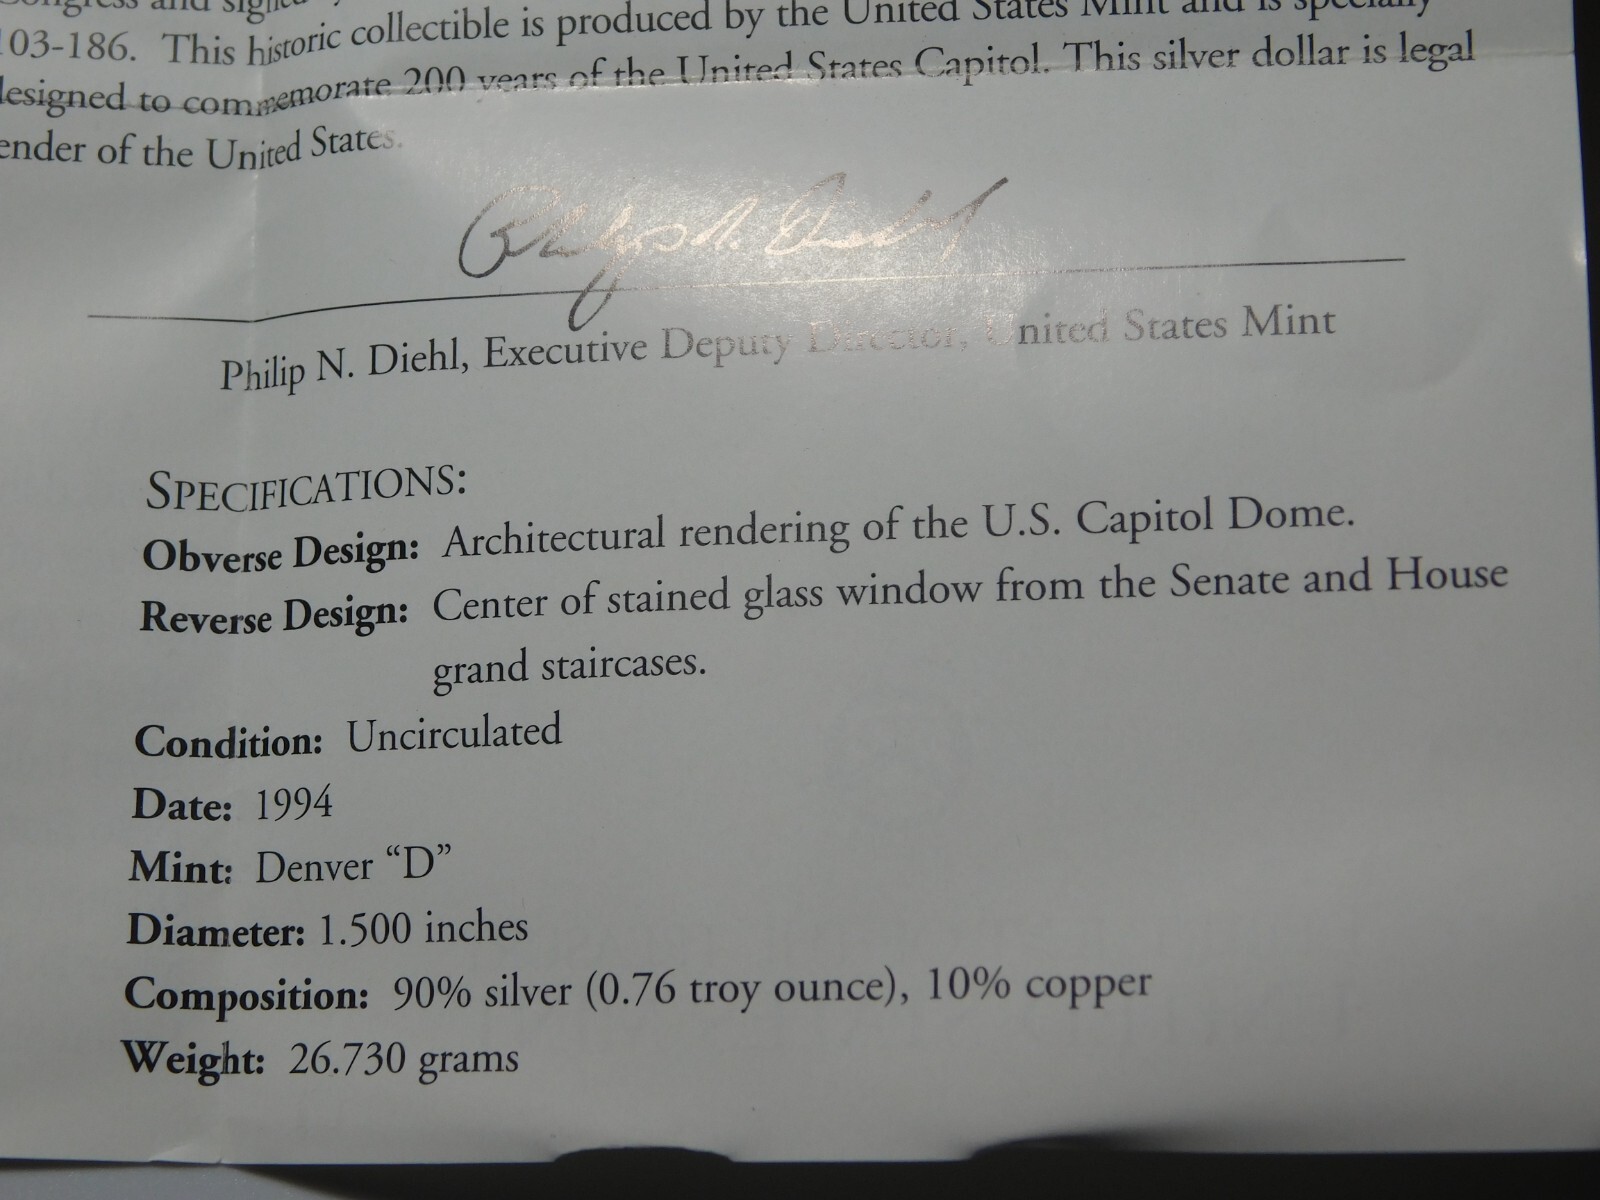 103-186. This historic collectible is produced by the United States Mint and is specially
designed to commemorate 200 years of the United States Capitol. This silver dollar is legal
ender of the United States.
Philip N. Diehl
Philip N. Diehl, Executive Deputy Director, United States Mint
SPECIFICATIONS:
Obverse Design: Architectural rendering of the U.S. Capitol Dome.
Reverse Design: Center of stained glass window from the Senate and House
grand staircases.
Condition: Uncirculated
Date: 1994
Mint: Denver “D”
Diameter: 1.500 inches
Composition: 90% silver (0.76 troy ounce), 10% copper
Weight: 26.730 grams